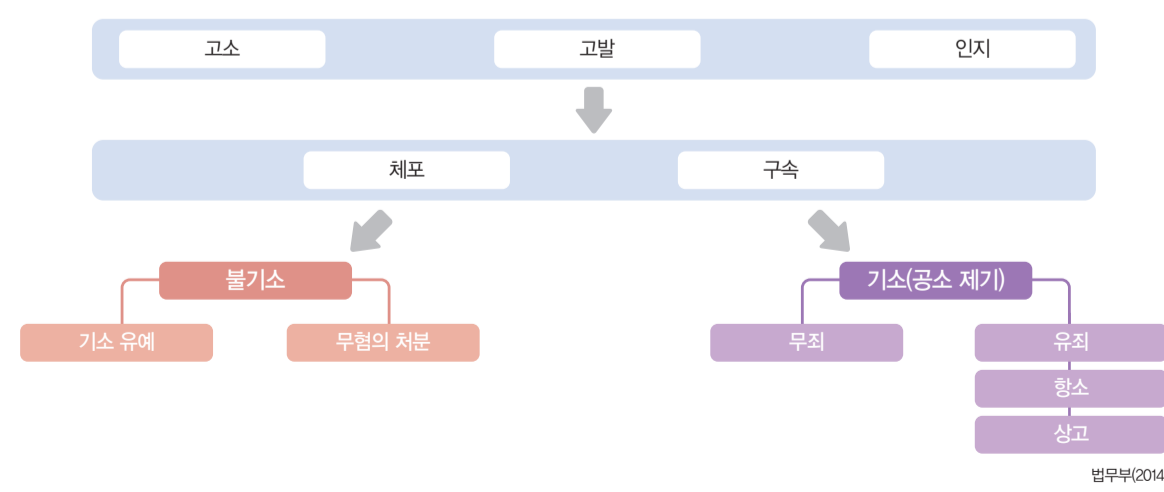 고소 고발 인지
체포 구속
불기소 기소(공소 제기)
기소 유예 무혐의 처분 무죄 유죄
항소
상고
법무부(2014